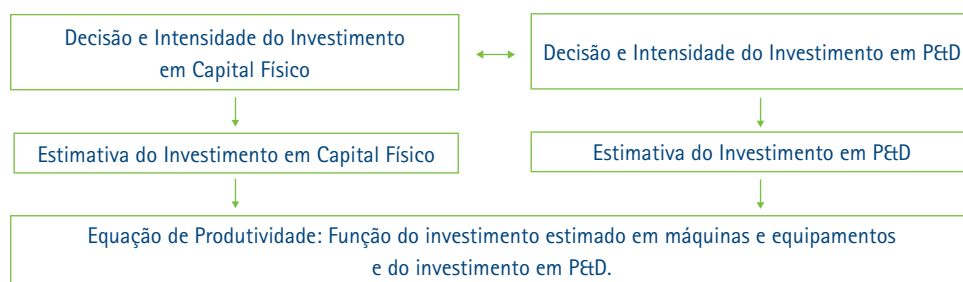 Decisão e Intensidade do Investimento
em Capital Físico
Decisão e Intensidade do Investimento em P&D
Estimativa do Investimento em Capital Físico
Estimativa do Investimento em P&D
Equação de Produtividade: Função do investimento estimado em máquinas e equipamentos
e do investimento em P&D.